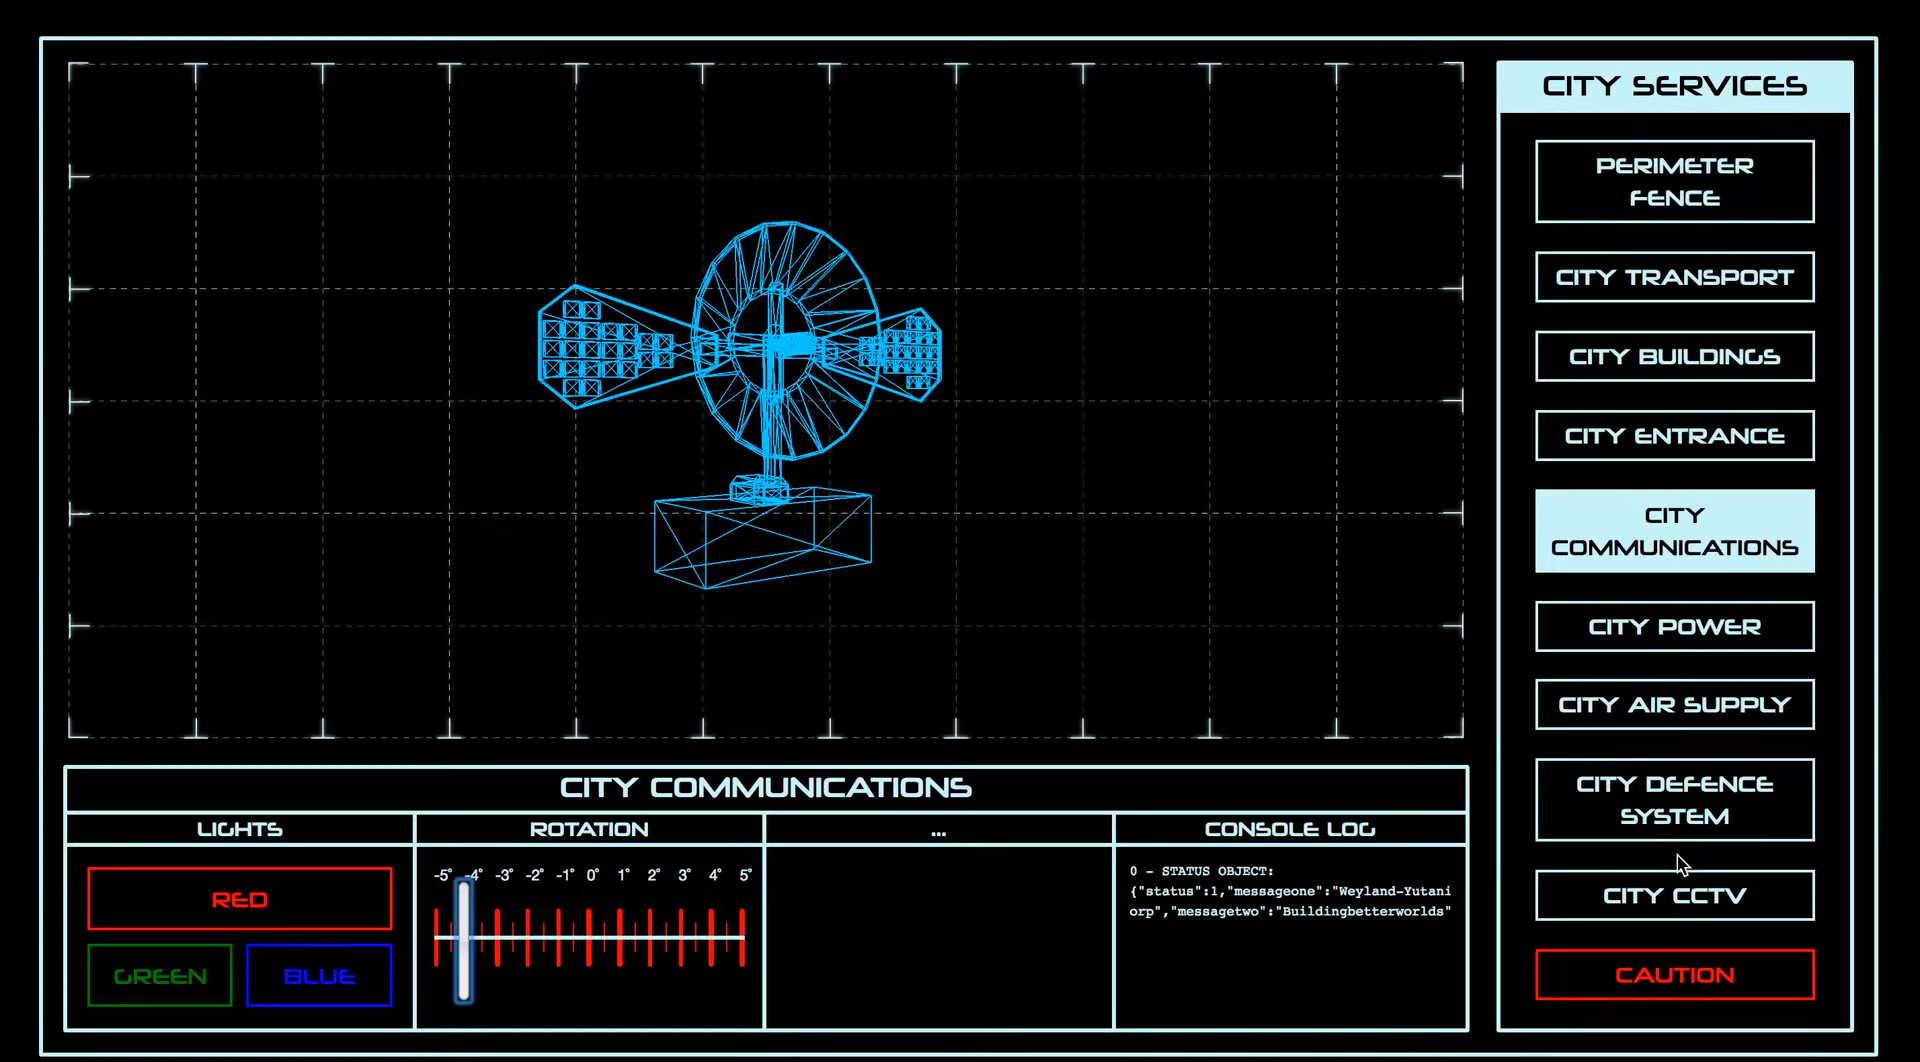 CITY SERVICES
PERIMETER
FENCE
CITY TRANSPORT
CITY BUILDINGS
CITY ENTRANCE
CITY
COMMUNICATIONS
CITY POWER
CITY AIR SUPPLY
CITY DEFENCE
SYSTEM
CITY CCTV
CAUTION
CITY COMMUNICATIONS
LIGHTS
ROTATION
...
CONSOLE LOG
RED
GREEN
BLUE
-5° -4° -3° -2° -1° 0° 1° 2° 3° 4° 5°
0 - STATUS OBJECT:
{"status":1,"messageone":"Weyland-Yutani
orp","messagetwo":"Buildingbetterworlds"